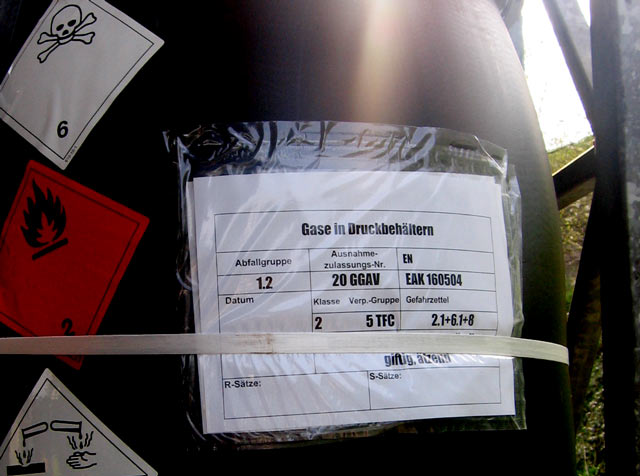 6
2
Gase in Druckbehältern
Abfallgruppe
Ausnahme-
zulassungs-Nr.
EN
1.2
20 GGAV
EAK 160504
Datum
Klasse
Verp.-Gruppe
Gefahrzettel
2
5 TFC
2.1+6.1+8
giftig, ätzend
R-Sätze:
S-Sätze: